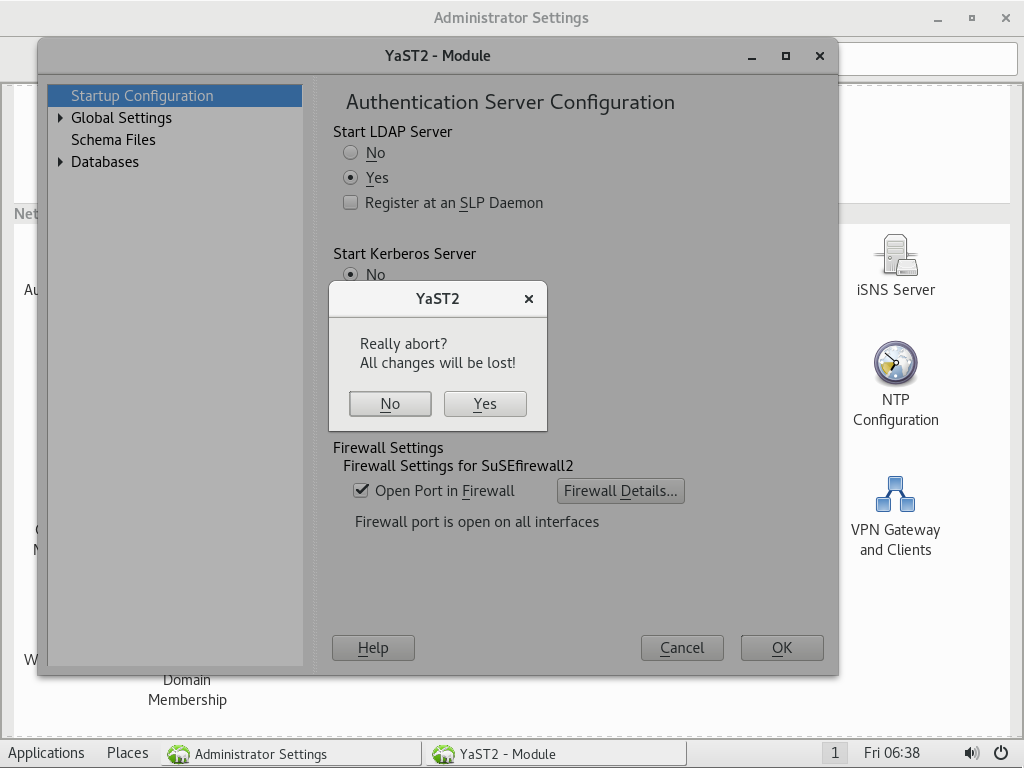 Administrator Settings
YaST2 - Module
Startup Configuration
Global Settings
Schema Files
Databases
Authentication Server Configuration
Start LDAP Server
No
Yes
Register at an SLP Daemon
Start Kerberos Server
No
YaST2
Really abort?
All changes will be lost!
No
Yes
Firewall Settings
Firewall Settings for SuSEfirewall2
Open Port in Firewall
Firewall Details...
Firewall port is open on all interfaces
Help
Cancel
OK
iSNS Server
NTP
Configuration
VPN Gateway
and Clients
Domain
Membership
Applications
Places
Administrator Settings
YaST2 - Module
1
Fri 06:38